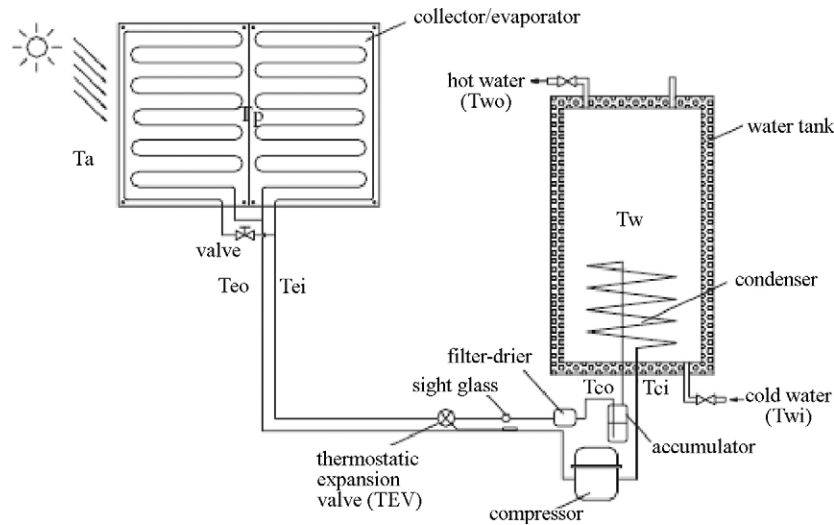 collector/evaporator
hot water
(Two)
water tank
Tp
Ta
Tw
valve
Teo
Tei
condenser
filter-drier
sight glass
Tco
Tci
cold water
(Twi)
accumulator
thermostatic
expansion
valve (TEV)
compressor